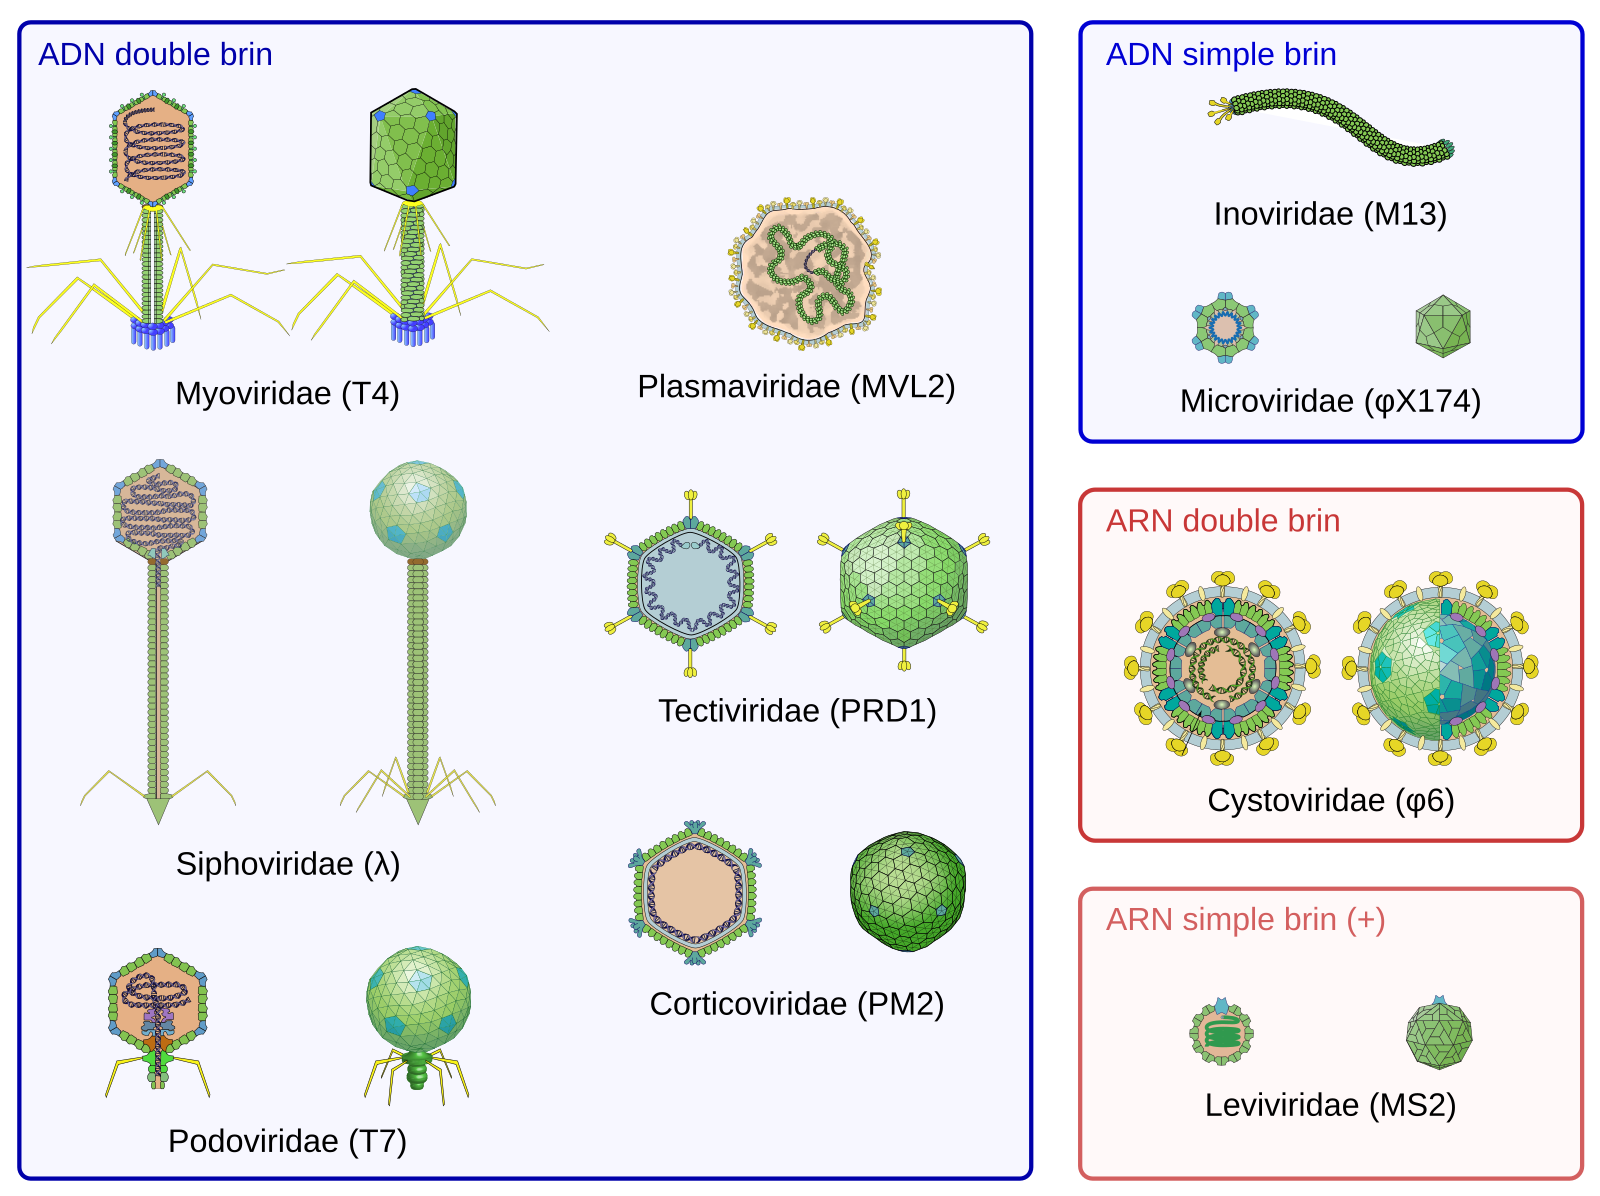 ADN double brin
Myoviridae (T4)
Plasmaviridae (MVL2)
Siphoviridae (λ)
Tectiviridae (PRD1)
Corticoviridae (PM2)
Podoviridae (T7)
ADN simple brin
Inoviridae (M13)
Microviridae (φX174)
ARN double brin
Cystoviridae (φ6)
ARN simple brin (+)
Leviviridae (MS2)